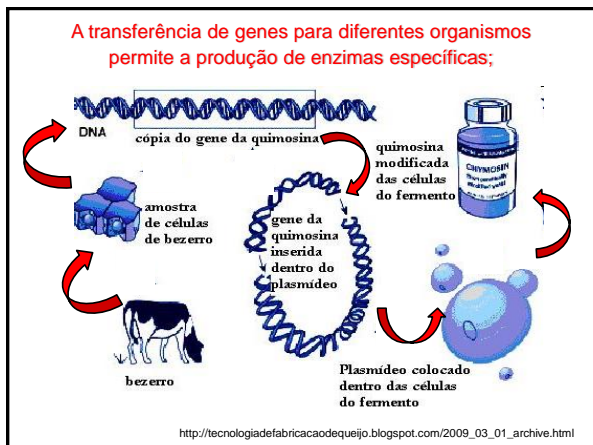 A transferência de genes para diferentes organismos
permite a produção de enzimas específicas;
DNA
cópia do gene da quimosina
quimosina
modificada
das células
do fermento
CHYMOSIN
amostra
de células
de bezerro
gene da
quimosina
inserida
dentro do
plasmídeo
bezerro
Plasmídeo colocado
dentro das células
do fermento
http://tecnologiadefabricacaodequeijo.blogspot.com/2009_03_01_archive.html